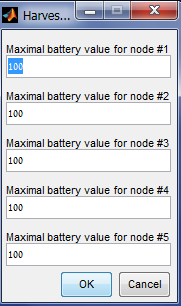 Harves...
Maximal battery value for node #1
100
Maximal battery value for node #2
100
Maximal battery value for node #3
100
Maximal battery value for node #4
100
Maximal battery value for node #5
100
OK Cancel